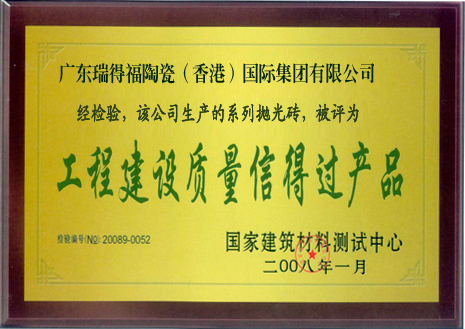 广东瑞得福陶瓷（香港）国际集团有限公司
经检验，该公司生产的系列抛光砖，被评为
工程建设质量信得过产品
检验编号(№): 20089-0052
国家建筑材料测试中心
二00八年一月